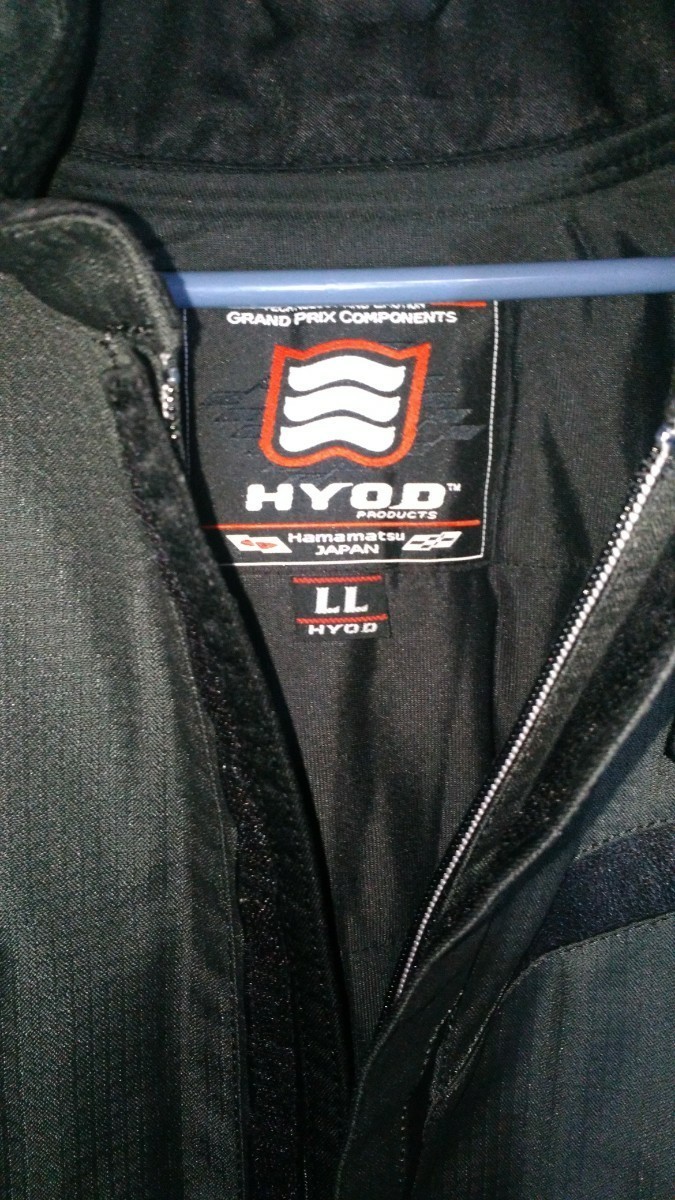 GRAND PRIX COMPONENTS
HYOD™
PRODUCTS
Hamamatsu
JAPAN
LL
HYOD